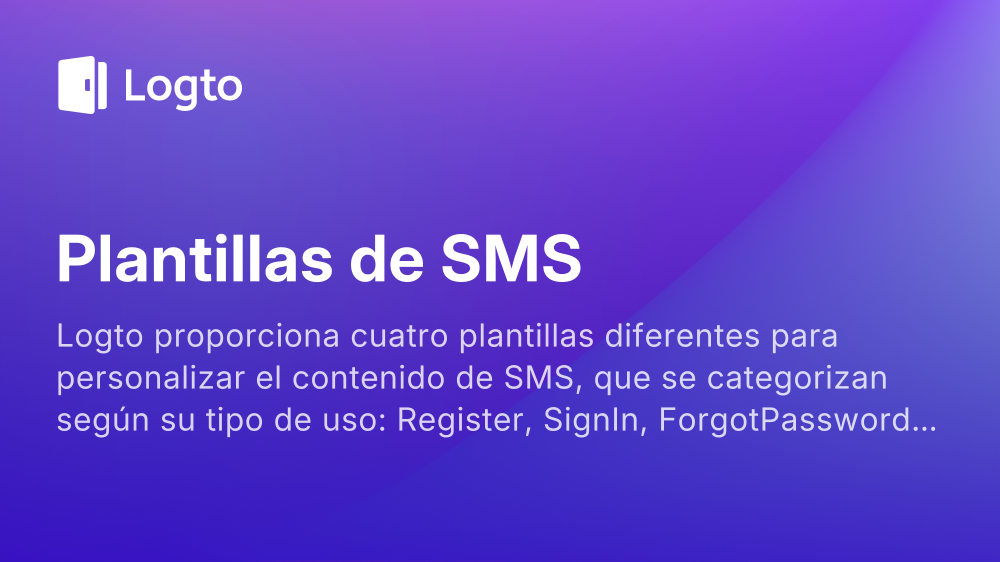 Logto
Plantillas de SMS
Logto proporciona cuatro plantillas diferentes para
personalizar el contenido de SMS, que se categorizan
según su tipo de uso: Register, SignIn, ForgotPassword...